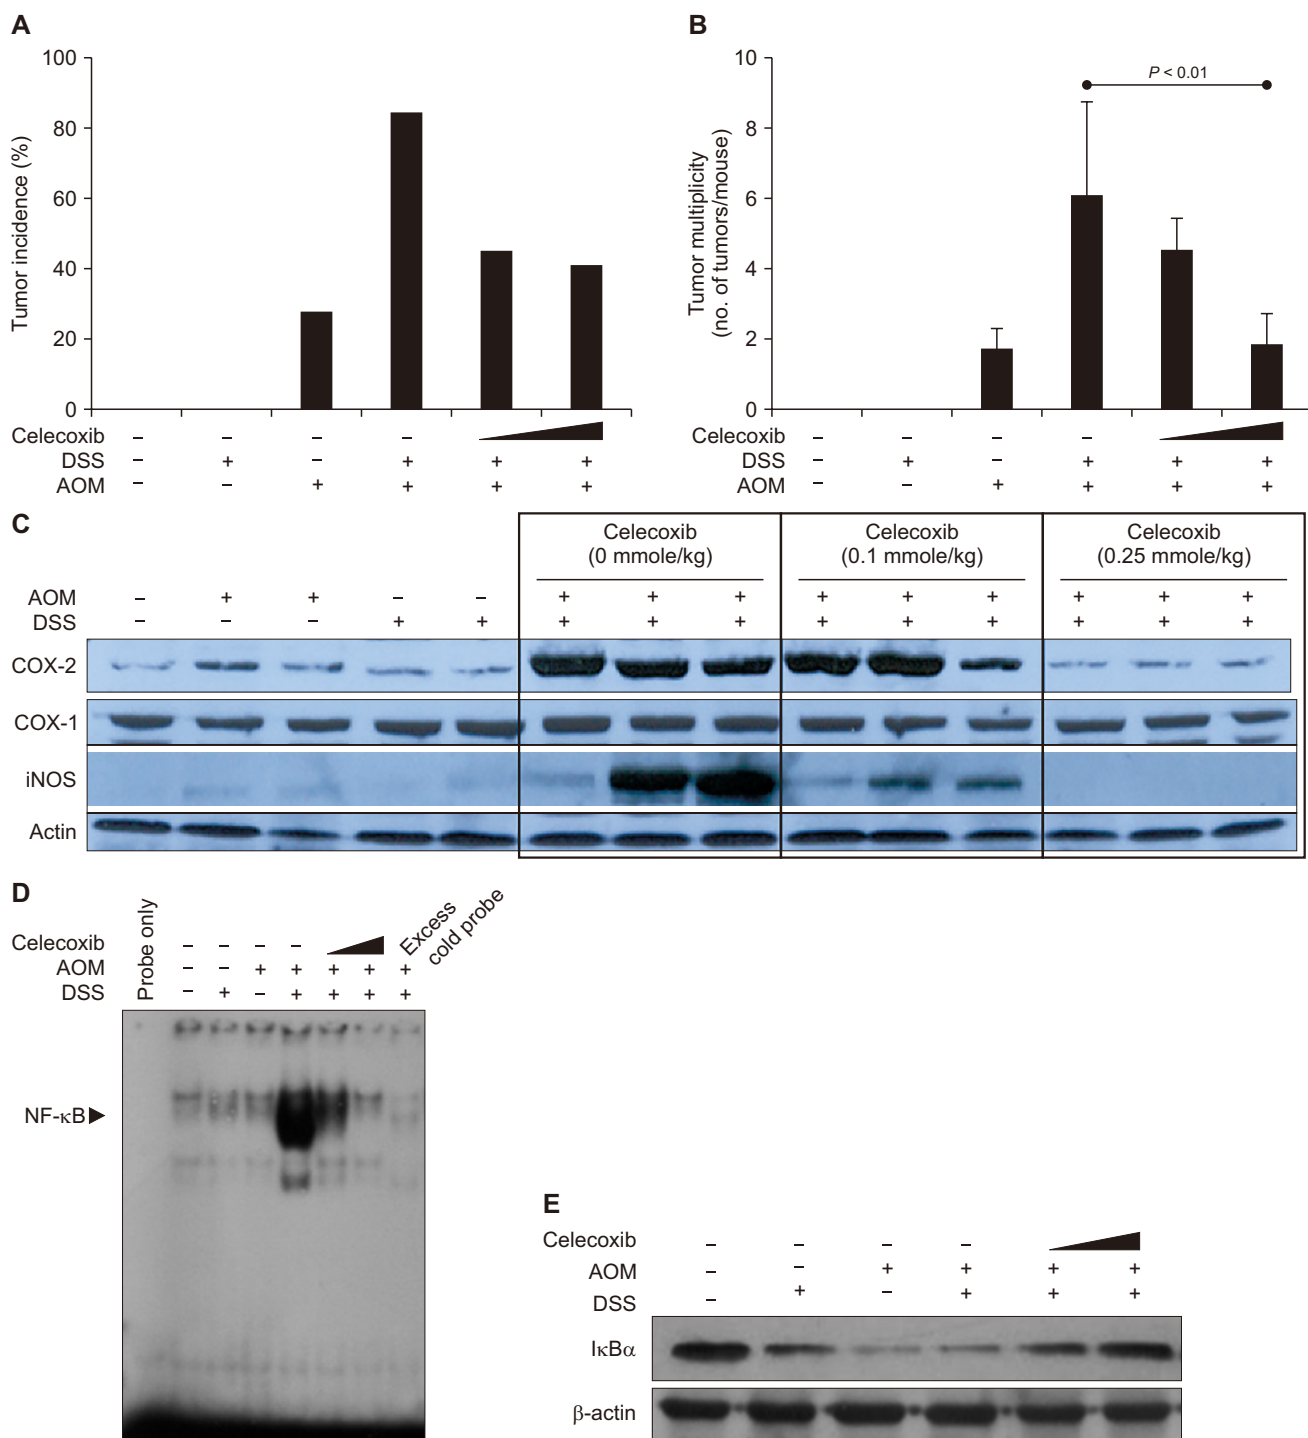 A
Tumor incidence (%)
100
80
60
40
20
0
Celecoxib – – – –
DSS – + – + + +
AOM – – + + + +
B
Tumor multiplicity
(no. of tumors/mouse)
10
8
6
4
2
0
P < 0.01
Celecoxib – – – –
DSS – + – + + +
AOM – – + + + +
C
Celecoxib
(0 mmole/kg)
Celecoxib
(0.1 mmole/kg)
Celecoxib
(0.25 mmole/kg)
AOM – + + – – + + + + + + + + +
DSS – – – + + + + + + + + + + +
COX-2
COX-1
iNOS
Actin
D
Probe only
Excess
cold probe
Celecoxib – – – –
AOM – – + + + + +
DSS – + – + + + +
NF-κB
E
Celecoxib – – – –
AOM – – + + + +
DSS – + – + + +
IκBα
β-actin